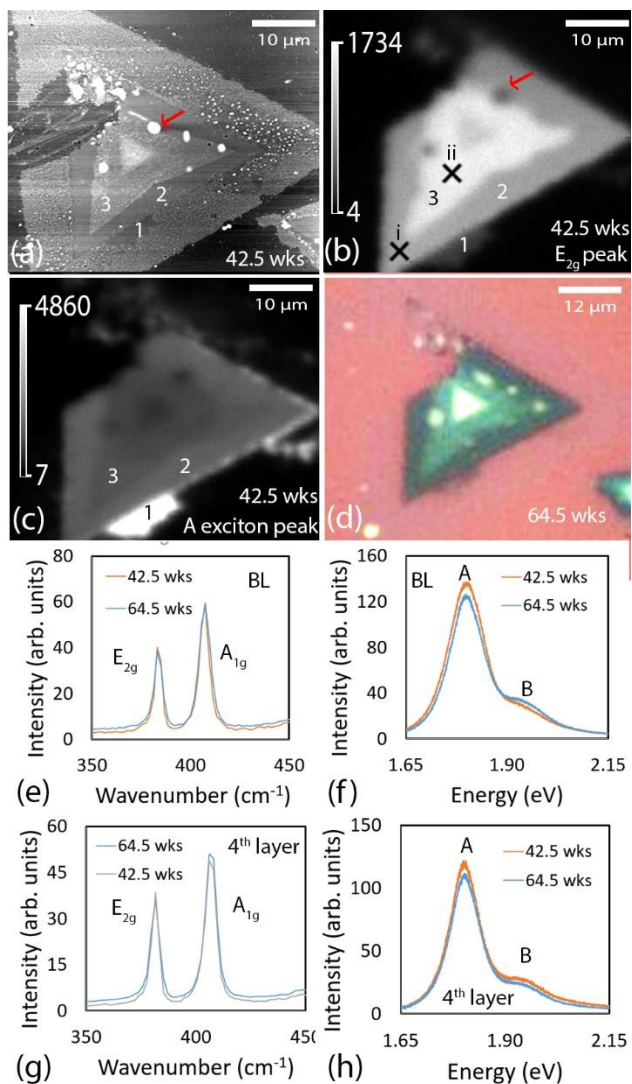 10 μm
3
2
1
(a)
42.5 wks
1734
4
10 μm
ii
3
2
i
1
(b)
42.5 wks
E2g peak
4860
7
10 μm
3
2
1
(c)
42.5 wks
A exciton peak
12 μm
(d)
64.5 wks
80
60
40
20
0
Intensity (arb. units)
42.5 wks
64.5 wks
BL
E2g
A1g
350 400 450
Wavenumber (cm-1)
(e)
160
120
80
40
0
Intensity (arb. units)
BL
A
42.5 wks
64.5 wks
B
1.65 1.90 2.15
Energy (eV)
(f)
60
45
30
15
0
Intensity (arb. units)
64.5 wks
42.5 wks
4th layer
E2g
A1g
350 400 450
Wavenumber (cm-1)
(g)
150
100
50
0
Intensity (arb. units)
A
42.5 wks
64.5 wks
B
4th layer
1.65 1.90 2.15
Energy (eV)
(h)